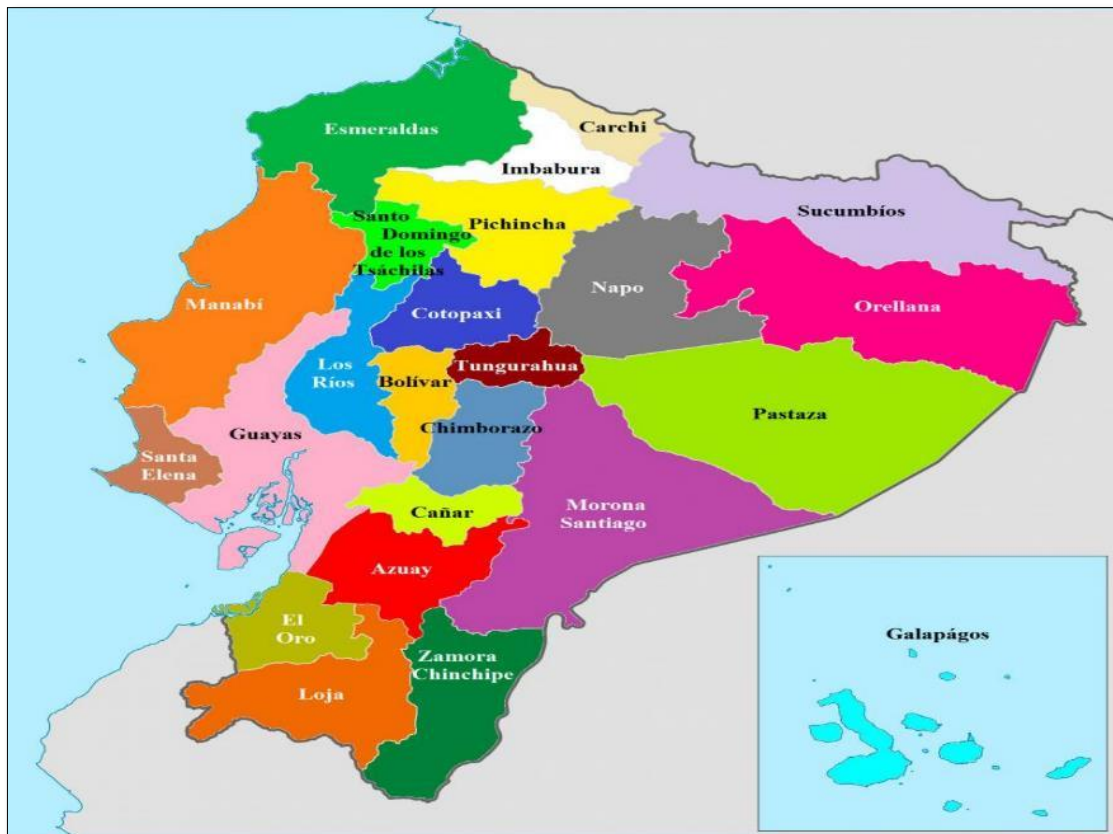 Esmeraldas
Carchi
Imbabura
Sucumbíos
Santo
Domingo
de los
Tsáchilas
Pichincha
Manabí
Napo
Orellana
Cotopaxi
Los
Ríos
Bolívar
Tungurahua
Pastaza
Guayas
Chimborazo
Santa
Elena
Cañar
Morona
Santiago
Azuay
El
Oro
Zamora
Chinchipe
Loja
Galapágos